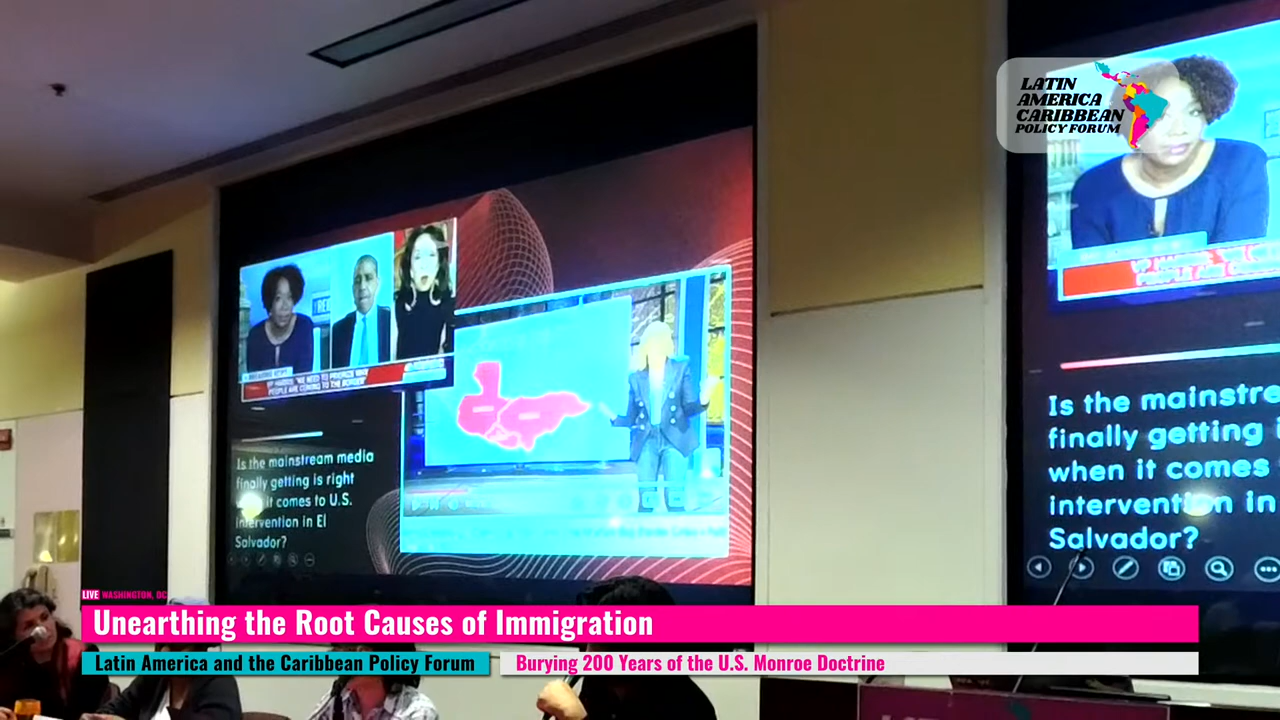 LATIN
AMERICA
CARIBBEAN
POLICY FORUM
BREAKING NEWS
VP HARRIS: "WE NEED TO
PEOPLE ARE COMING TO THE BORDER"
Is the mainstream media
finally getting is right
it comes to U.S.
intervention in El
Salvador?
Is the mainstre
finally getting
when it comes
intervention in
Salvador?
LIVE WASHINGTON, DC
Unearthing the Root Causes of Immigration
Latin America and the Caribbean Policy Forum
Burying 200 Years of the U.S. Monroe Doctrine